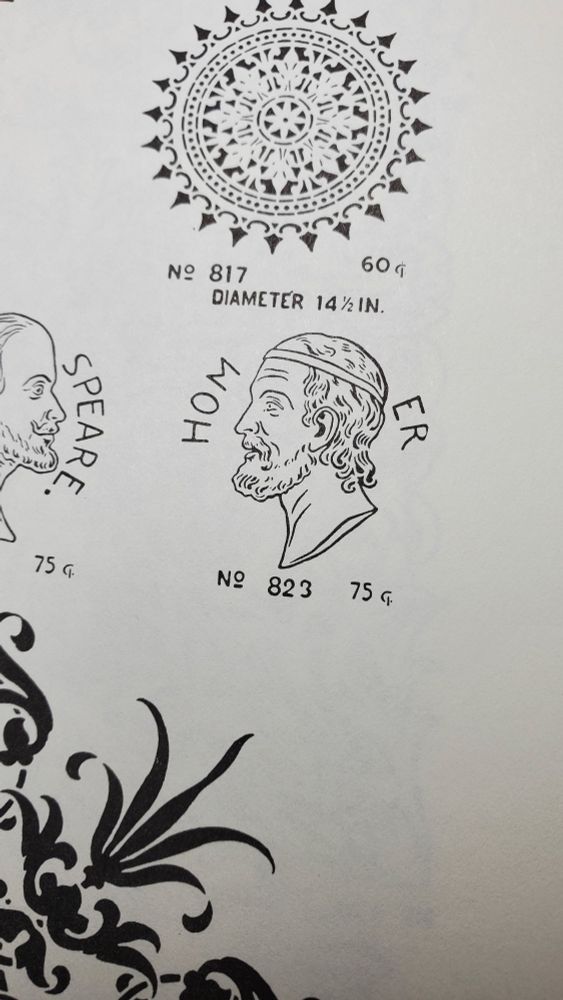 Nº 817 60 ₲
DIAMETER 14½ IN.
SPEARE.
HOM ER
75 ₲
Nº 823 75 ₲